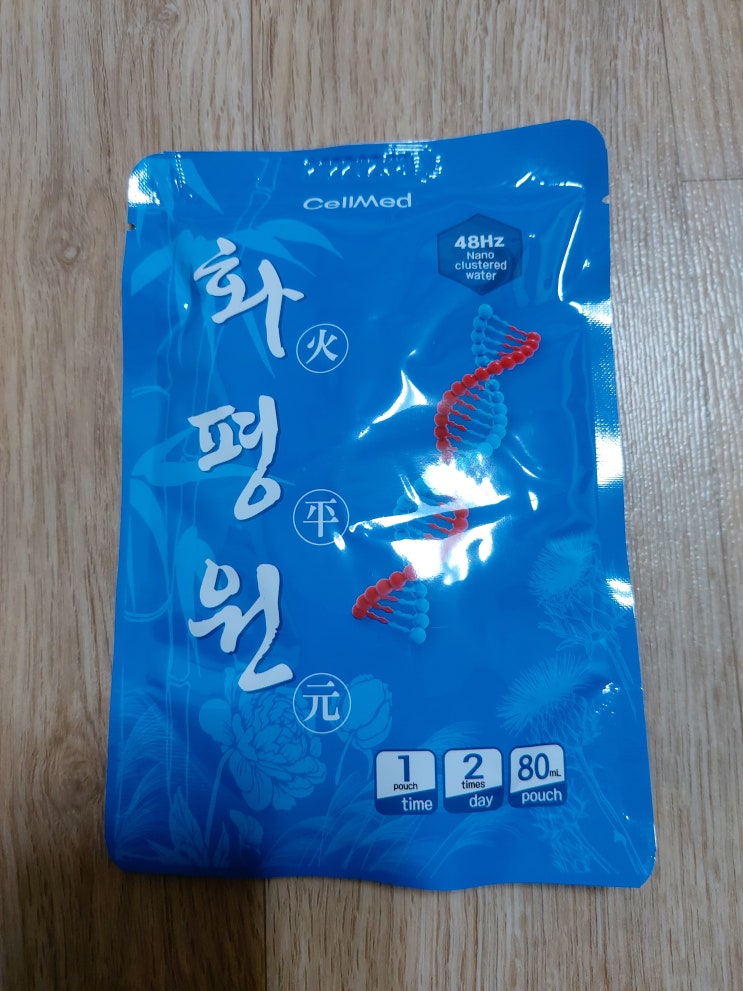 CellMed
48Hz
Nano
clustered
water
화
火
평
平
원
元
1
pouch
time
2
times
day
80mL
pouch